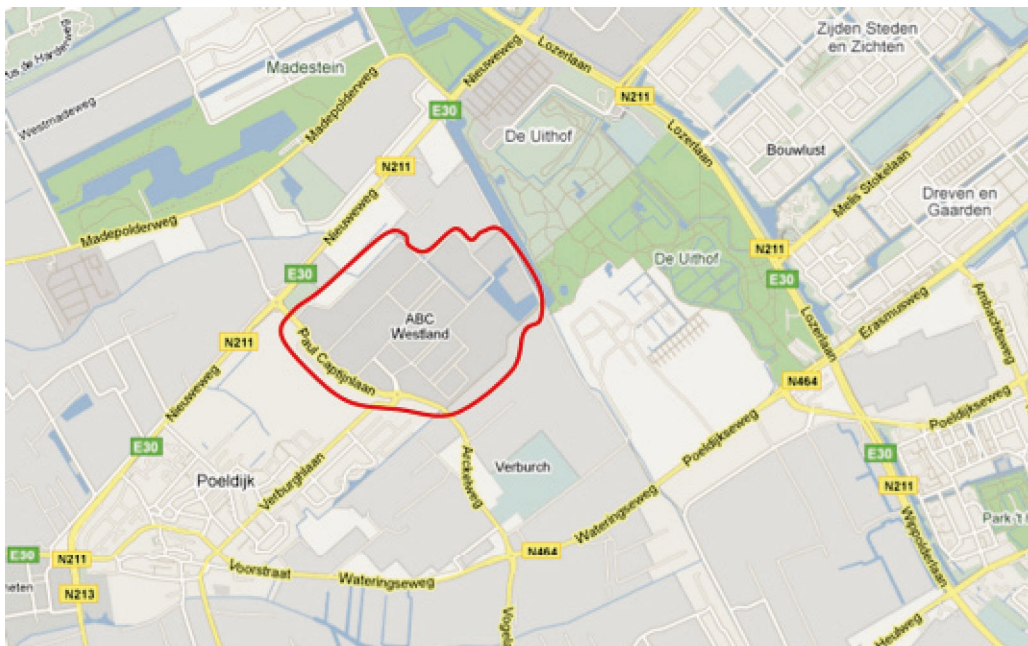 Lozerlaan
Zijden Steden
en Zichten
Nieuweweg
Madestein
Westmadeweg
Madepolderweg
E30
N211
De Uithof
Lozerlaan
Bouwlust
Melis Stokelaan
N211
Dreven en
Gaarden
Nieuweweg
Madepolderweg
N211
De Uithof
E30
E30
ABC
Westland
Lozerlaan
Erasmusweg
Ambachtsweg
Paul Captijnlaan
N211
N464
Nieuweweg
Poeldijkseweg
Poeldijkseweg
E30
Verburch
E30
Poeldijk
Verburghlaan
Arckelweg
N211
Wateringseweg
Wippolderlaan
E30
N211
N464
Voorstraat
Wateringseweg
N213
Heulweg